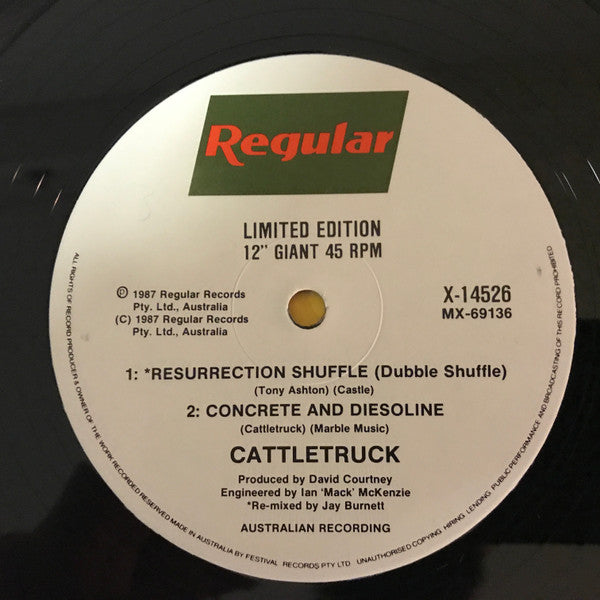 Regular
LIMITED EDITION
12" GIANT 45 RPM
℗ 1987 Regular Records
Pty. Ltd., Australia
(C) 1987 Regular Records
Pty. Ltd., Australia
X-14526
MX-69136
1: *RESURRECTION SHUFFLE (Dubble Shuffle)
(Tony Ashton) (Castle)
2: CONCRETE AND DIESOLINE
(Cattletruck) (Marble Music)
CATTLETRUCK
Produced by David Courtney
Engineered by Ian 'Mack' McKenzie
*Re-mixed by Jay Burnett
AUSTRALIAN RECORDING
ALL RIGHTS OF RECORD PRODUCER & OWNER OF THE WORK RECORDED RESERVED MADE IN AUSTRALIA BY FESTIVAL RECORDS PTY LTD. UNAUTHORISED COPYING, HIRING, LENDING, PUBLIC PERFORMANCE AND BROADCASTING OF THIS RECORD PROHIBITED